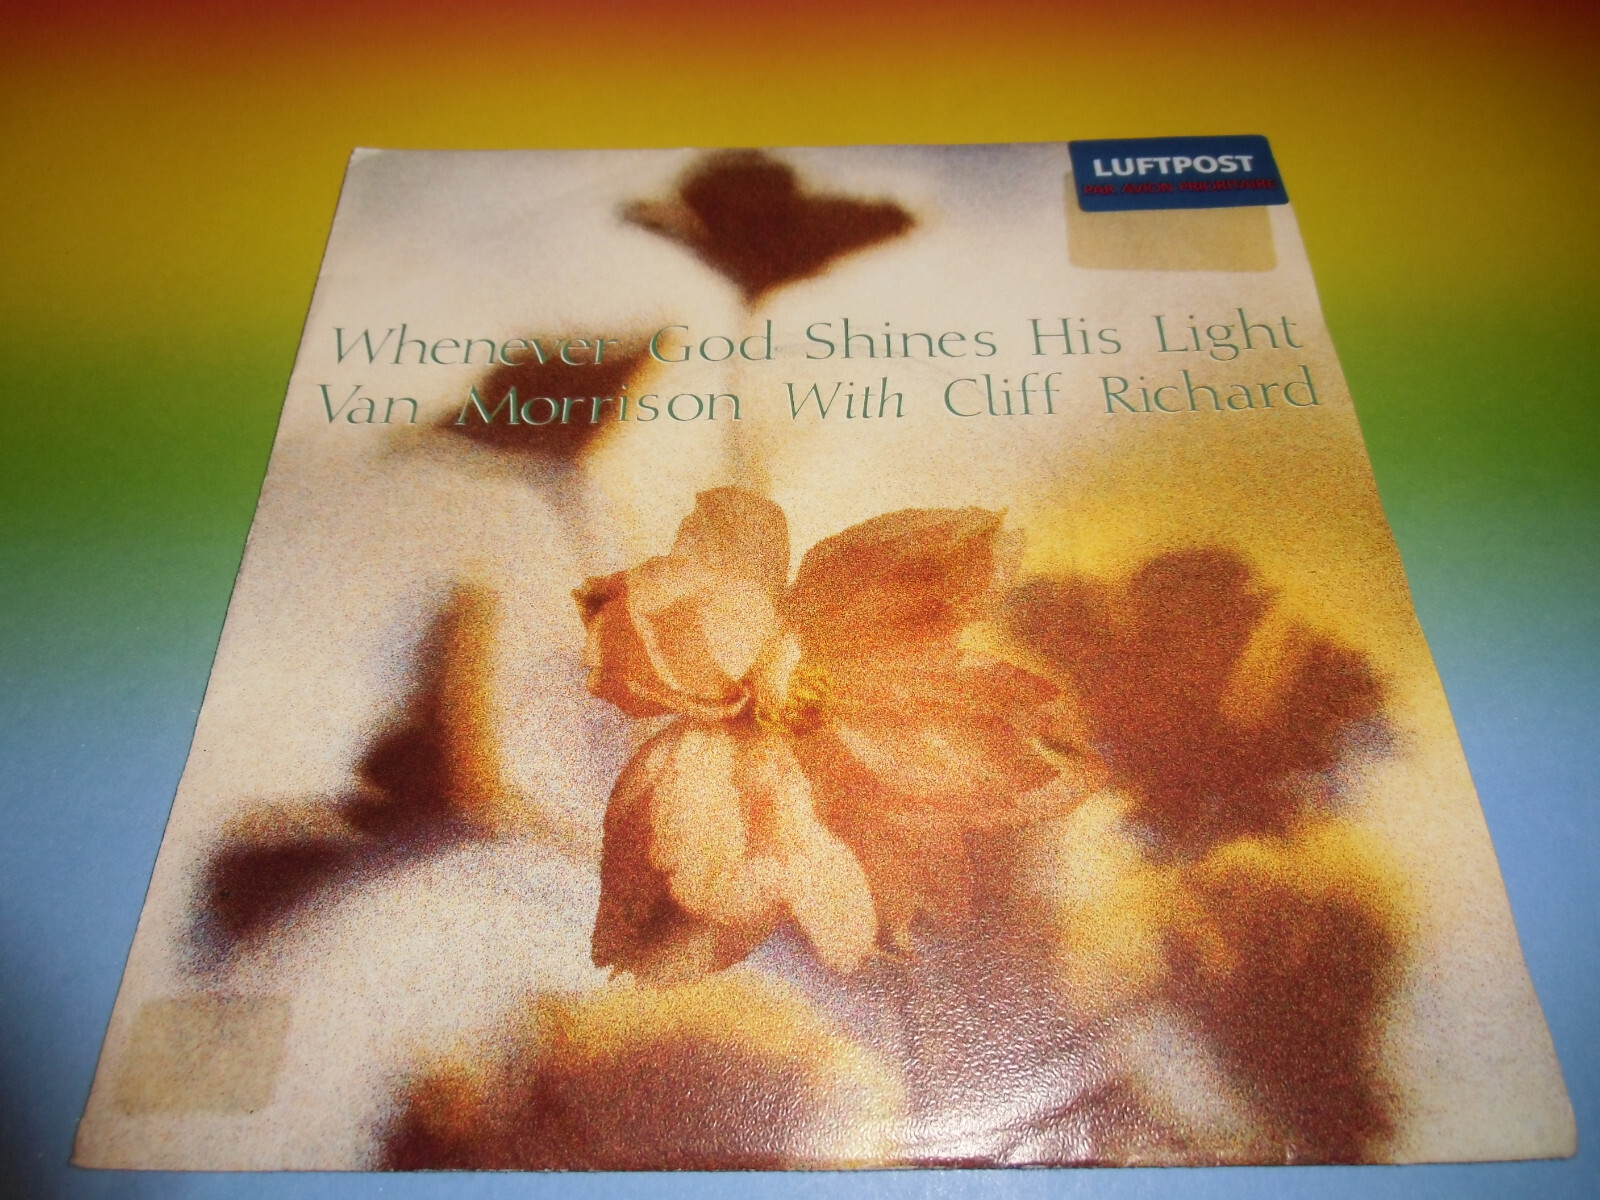 LUFTPOST
PAR AVION PRIORITAIRE
Whenever God Shines His Light
Van Morrison With Cliff Richard